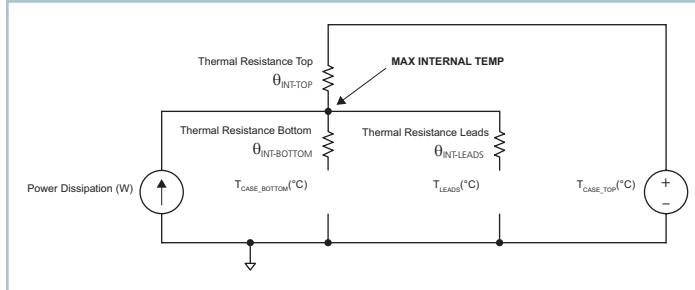 Thermal Resistance Top
θINT-TOP
MAX INTERNAL TEMP
Thermal Resistance Bottom
θINT-BOTTOM
Thermal Resistance Leads
θINT-LEADS
Power Dissipation (W)
TCASE_BOTTOM(°C)
TLEADS(°C)
TCASE_TOP(°C)
+
–